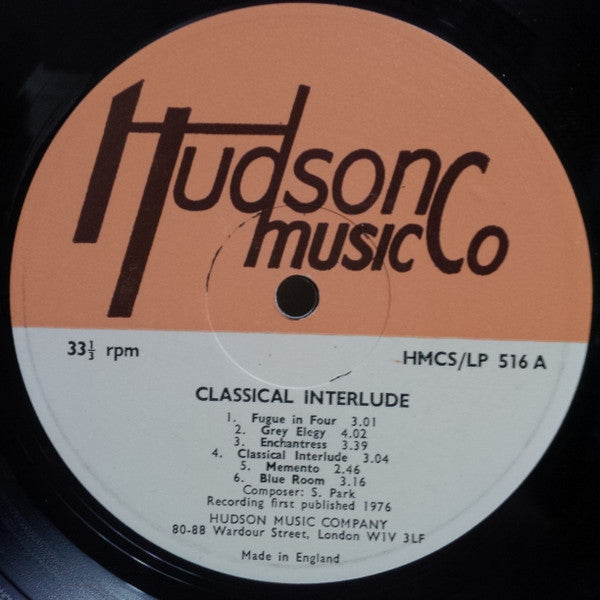 Hudson
music Co
33⅓ rpm
HMCS/LP 516 A
CLASSICAL INTERLUDE
1. Fugue in Four 3.01
2. Grey Elegy 4.02
3. Enchantress 3.39
4. Classical Interlude 3.04
5. Memento 2.46
6. Blue Room 3.16
Composer: S. Park
Recording first published 1976
HUDSON MUSIC COMPANY
80-88 Wardour Street, London W1V 3LF
Made in England